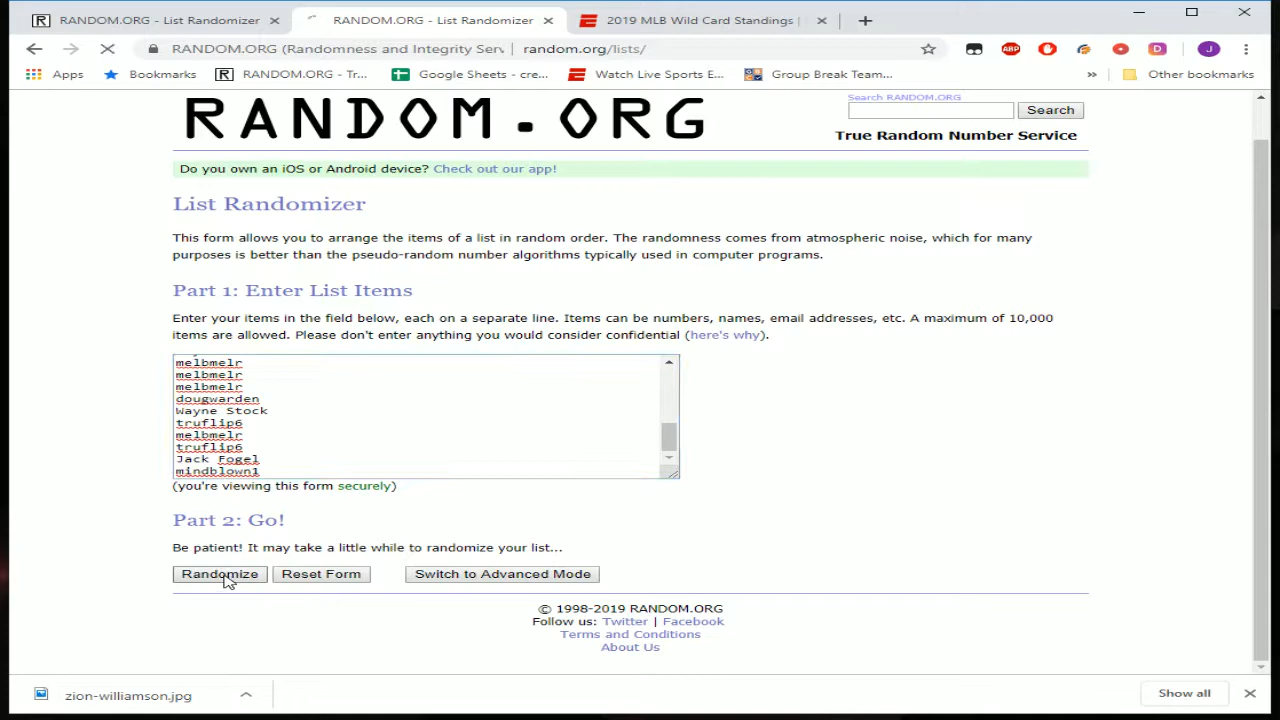 RANDOM.ORG - List Randomizer
RANDOM.ORG - List Randomizer
2019 MLB Wild Card Standings |
RANDOM.ORG (Randomness and Integrity Serv | random.org/lists/
ABP
J
Apps
Bookmarks
RANDOM.ORG - Tr...
Google Sheets - cre...
Watch Live Sports E...
Group Break Team...
»
Other bookmarks
RANDOM.ORG
Search RANDOM.ORG
Search
True Random Number Service
Do you own an iOS or Android device? Check out our app!
List Randomizer
This form allows you to arrange the items of a list in random order. The randomness comes from atmospheric noise, which for many
purposes is better than the pseudo-random number algorithms typically used in computer programs.
Part 1: Enter List Items
Enter your items in the field below, each on a separate line. Items can be numbers, names, email addresses, etc. A maximum of 10,000
items are allowed. Please don't enter anything you would consider confidential (here's why).
melbmelr
melbmelr
melbmelr
dougwarden
Wayne Stock
truflip6
melbmelr
truflip6
Jack Fogel
mindblown1
(you're viewing this form securely)
Part 2: Go!
Be patient! It may take a little while to randomize your list...
Randomize
Reset Form
Switch to Advanced Mode
© 1998-2019 RANDOM.ORG
Follow us: Twitter | Facebook
Terms and Conditions
About Us
zion-williamson.jpg
Show all